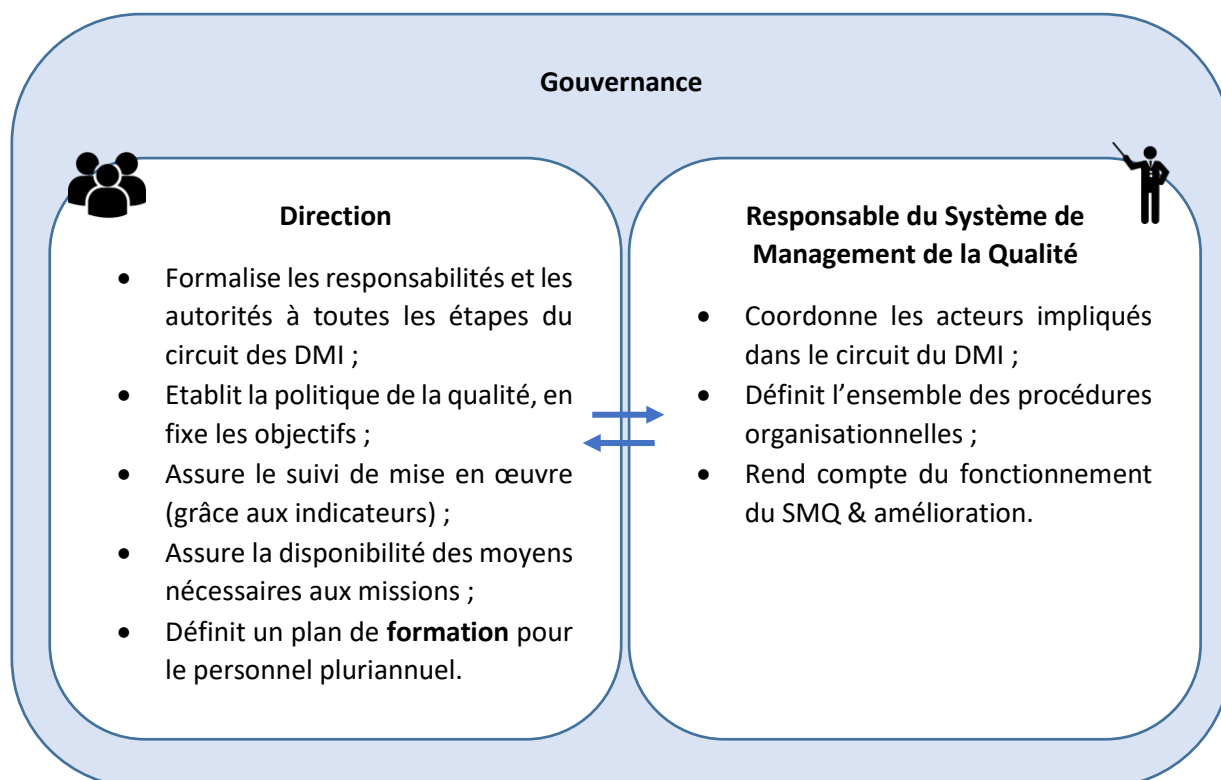 Gouvernance
Direction
• Formalise les responsabilités et les
autorités à toutes les étapes du
circuit des DMI ;
• Etablit la politique de la qualité, en
fixe les objectifs ;
• Assure le suivi de mise en œuvre
(grâce aux indicateurs) ;
• Assure la disponibilité des moyens
nécessaires aux missions ;
• Définit un plan de formation pour
le personnel pluriannuel.
Responsable du Système de
Management de la Qualité
• Coordonne les acteurs impliqués
dans le circuit du DMI ;
• Définit l’ensemble des procédures
organisationnelles ;
• Rend compte du fonctionnement
du SMQ & amélioration.